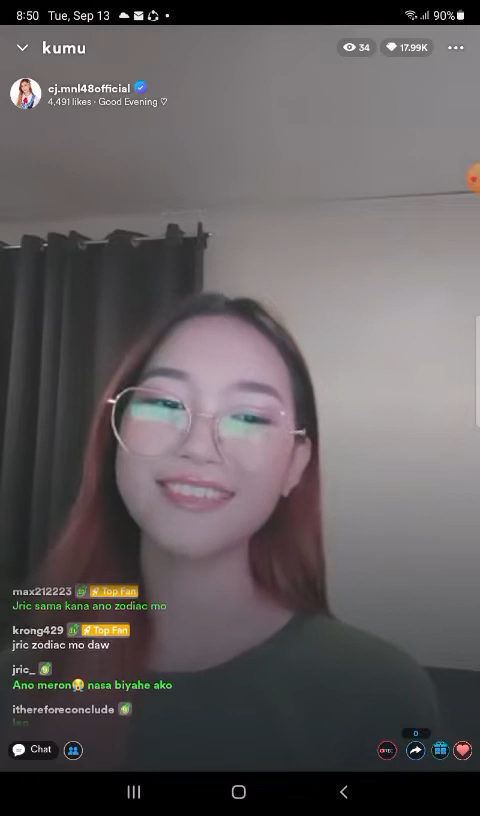 8:50 Tue, Sep 13 90%
kumu 34 17.99K
cj.mnl48official
4,491 likes · Good Evening ♡
max212223 Top Fan
Jric sama kana ano zodiac mo
krong429 Top Fan
jric zodiac mo daw
jric_
Ano meron😭 nasa biyahe ako
ithereforeconclude
leo
0
Chat